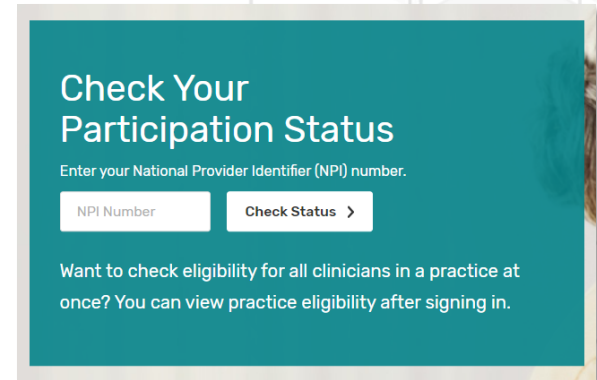 Check Your
Participation Status
Enter your National Provider Identifier (NPI) number.
NPI Number
Check Status
Want to check eligibility for all clinicians in a practice at
once? You can view practice eligibility after signing in.